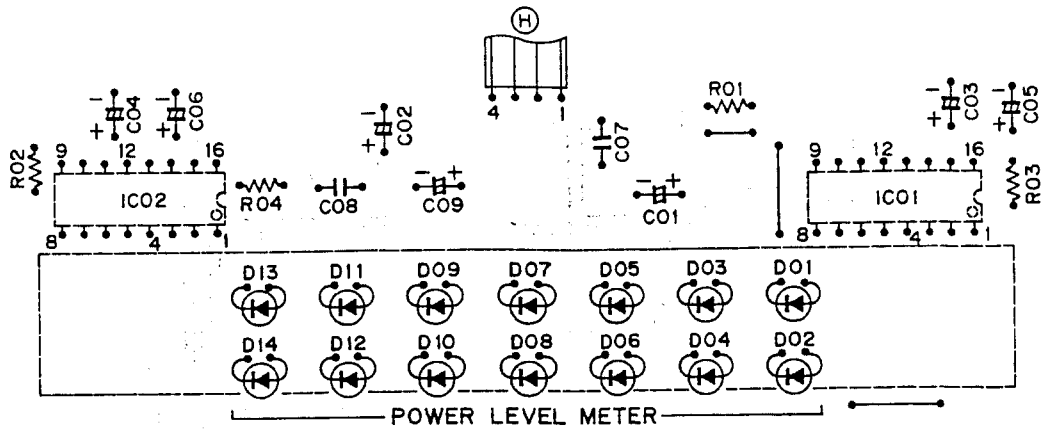 H
4 1
R01
- + C04
- + C06
- + C02
C07
- + C03
- + C05
R02
9 12 16
IC02
8 4 1
R04
C08
- + C09
- + C01
9 12 16
IC01
8 4 1
R03
D13 D11 D09 D07 D05 D03 D01
D14 D12 D10 D08 D06 D04 D02
POWER LEVEL METER